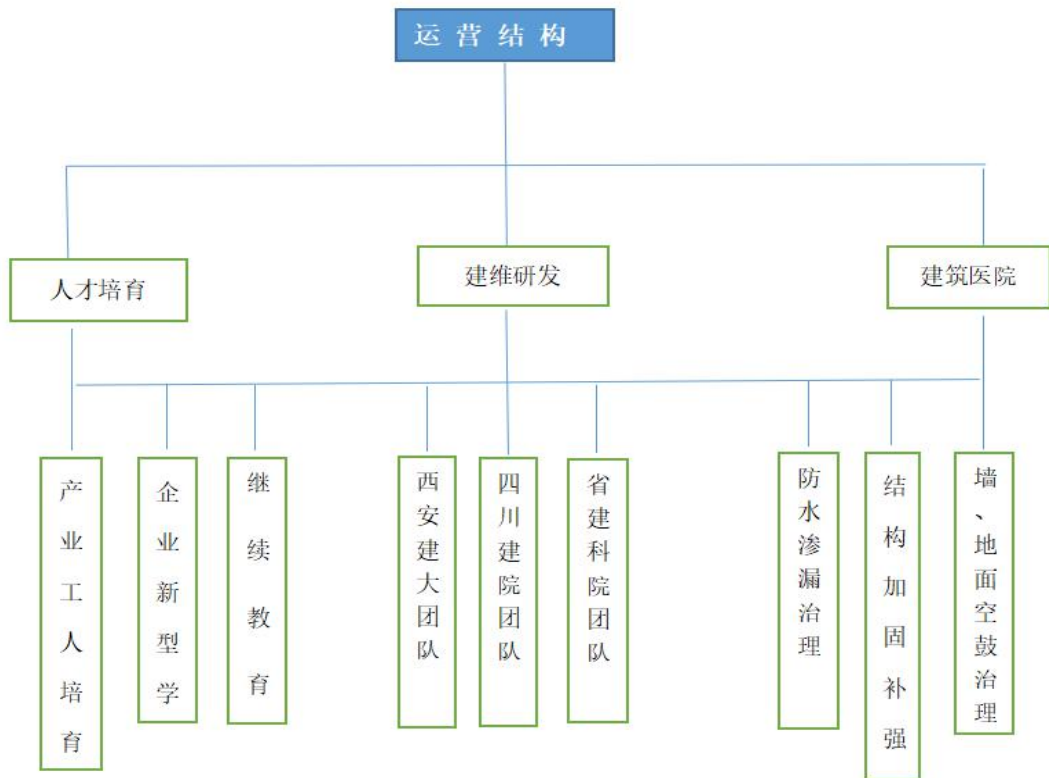 运营结构
人才培育
建维研发
建筑医院
产业工人培育
企业新型学
继续教育
西安建大团队
四川建院团队
省建科院团队
防水渗漏治理
结构加固补强
墙、地面空鼓治理